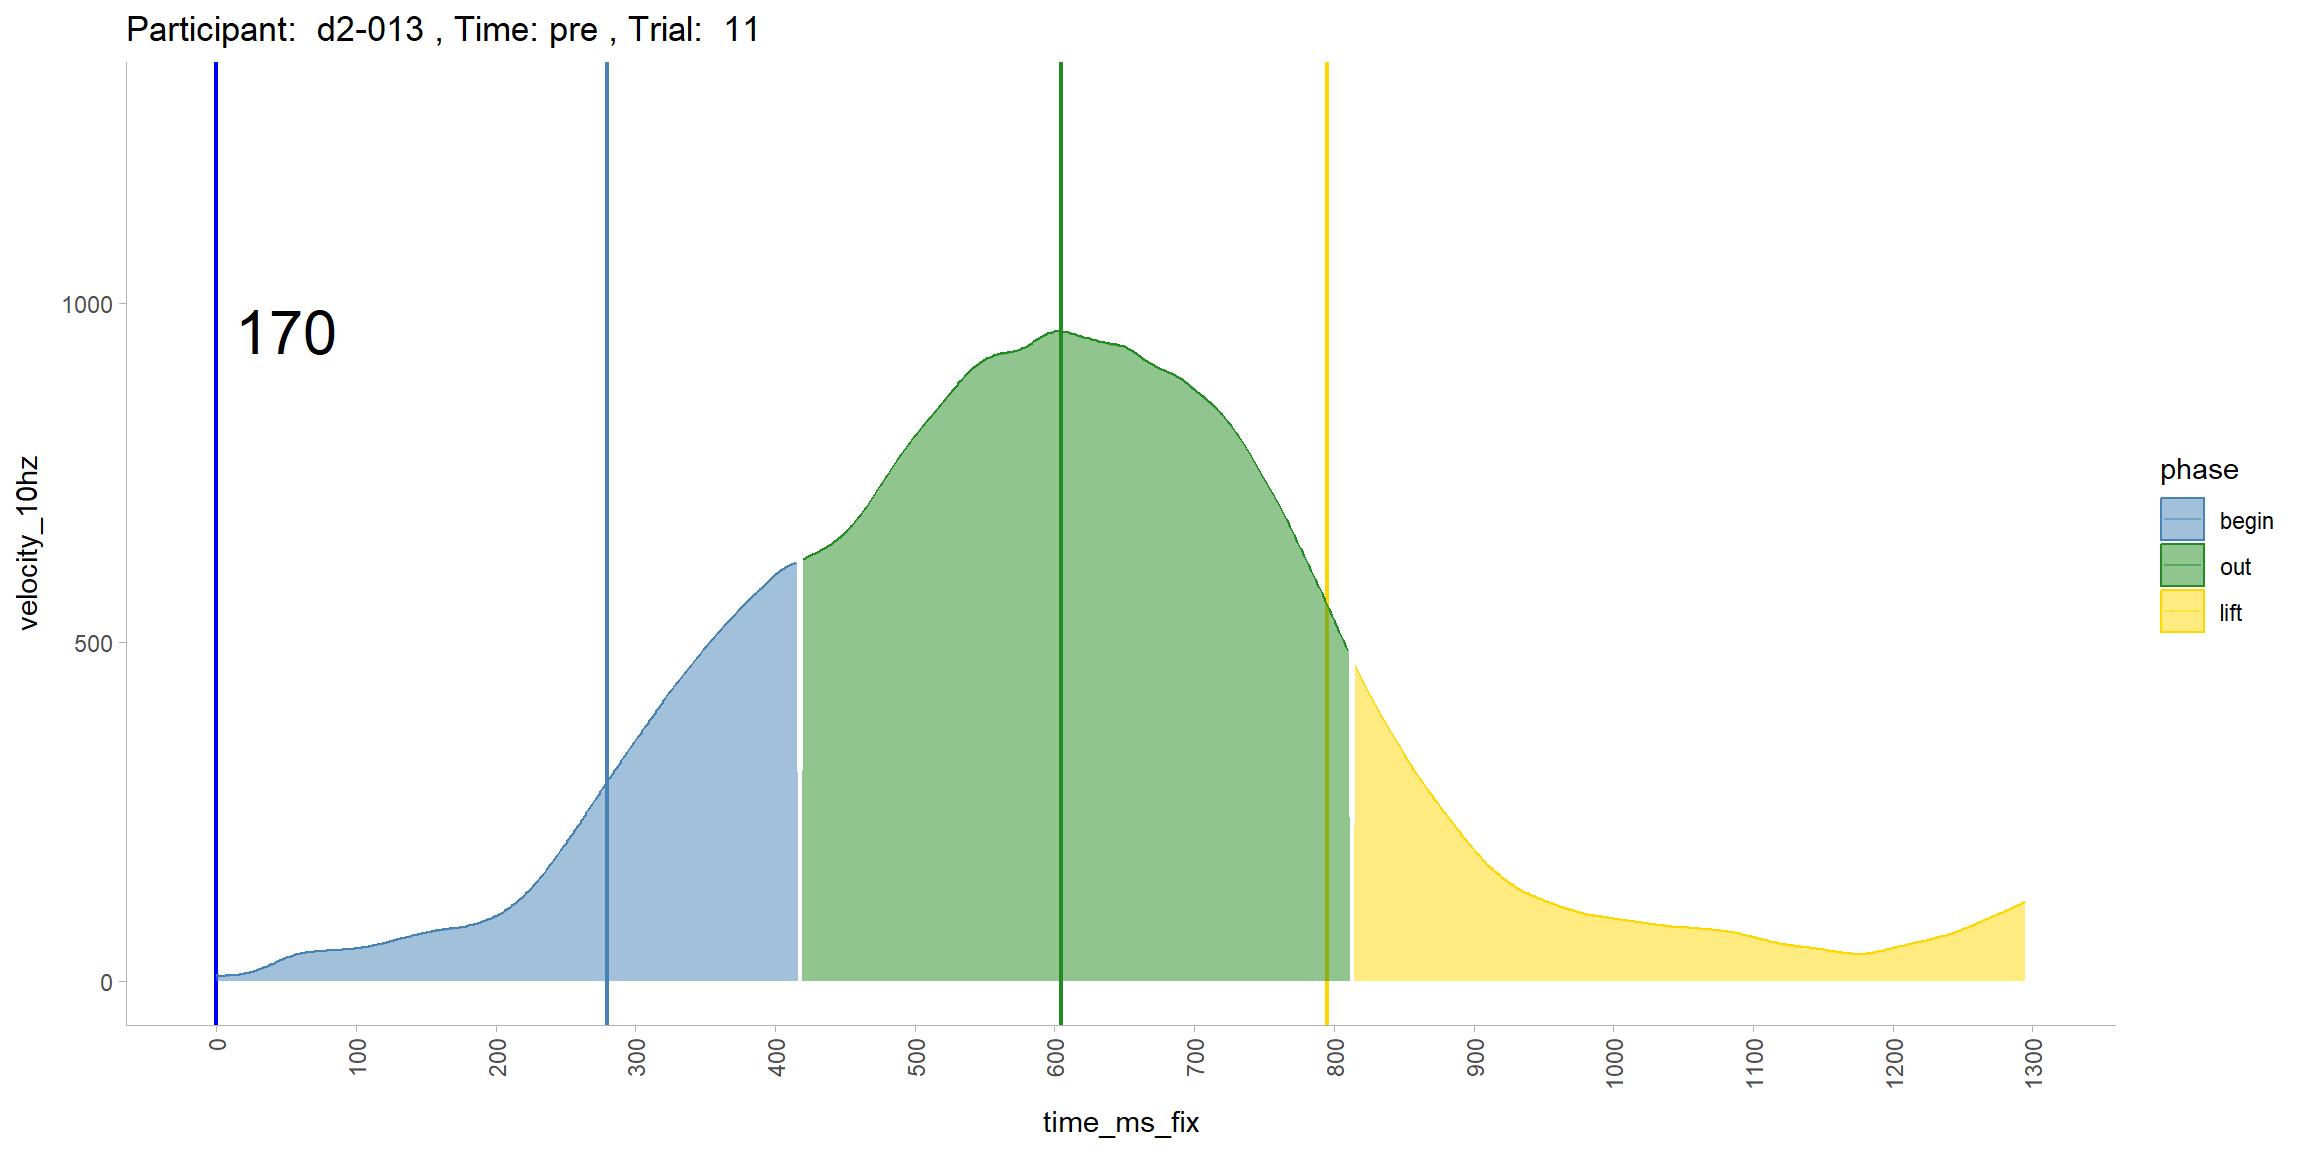 Participant:  d2-013 , Time: pre , Trial:  11
1000
170
velocity_10hz
500
0
phase
begin
out
lift
0
100
200
300
400
500
600
700
800
900
1000
1100
1200
1300
time_ms_fix